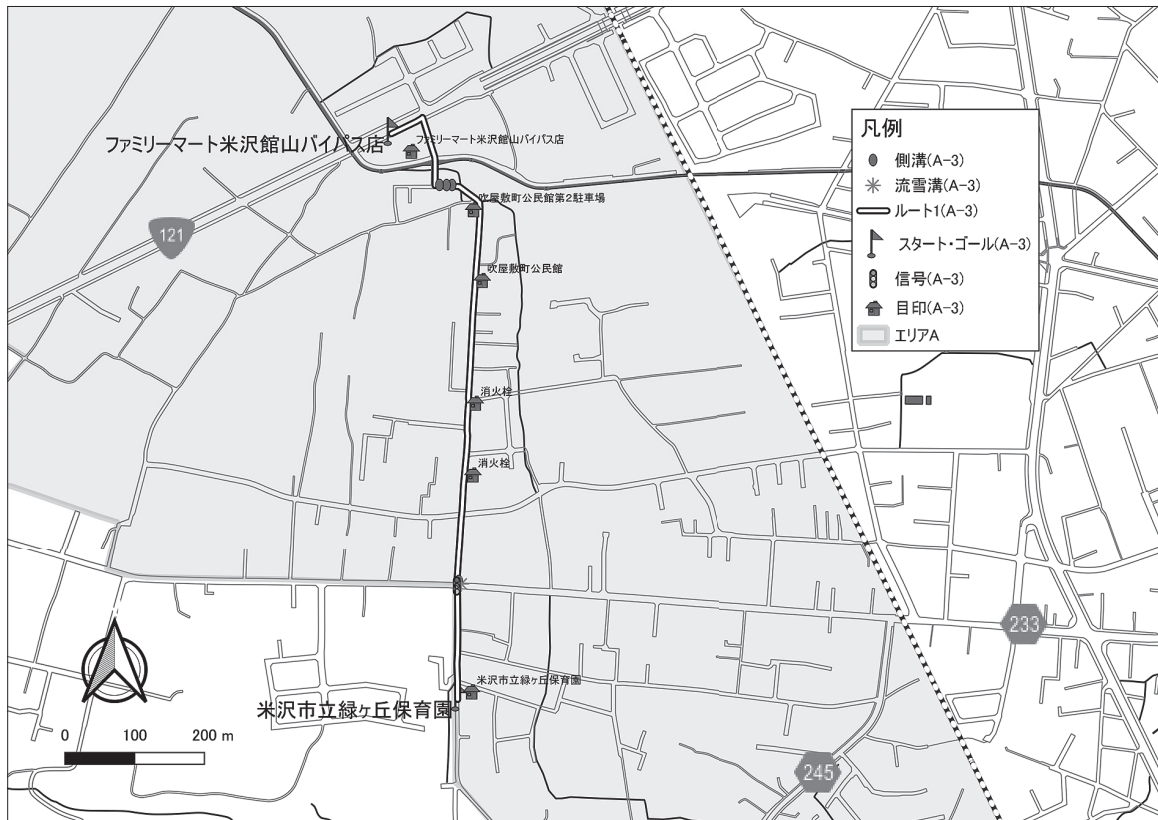 ファミリーマート米沢館山バイパス店
ファミリーマート米沢館山バイパス店
121
吹屋敷町公民館第2駐車場
吹屋敷町公民館
消火栓
消火栓
米沢市立緑ヶ丘保育園
米沢市立緑ヶ丘保育園
233
245
0 100 200 m
凡例
側溝(A-3)
流雪溝(A-3)
ルート1(A-3)
スタート・ゴール(A-3)
信号(A-3)
目印(A-3)
エリアA